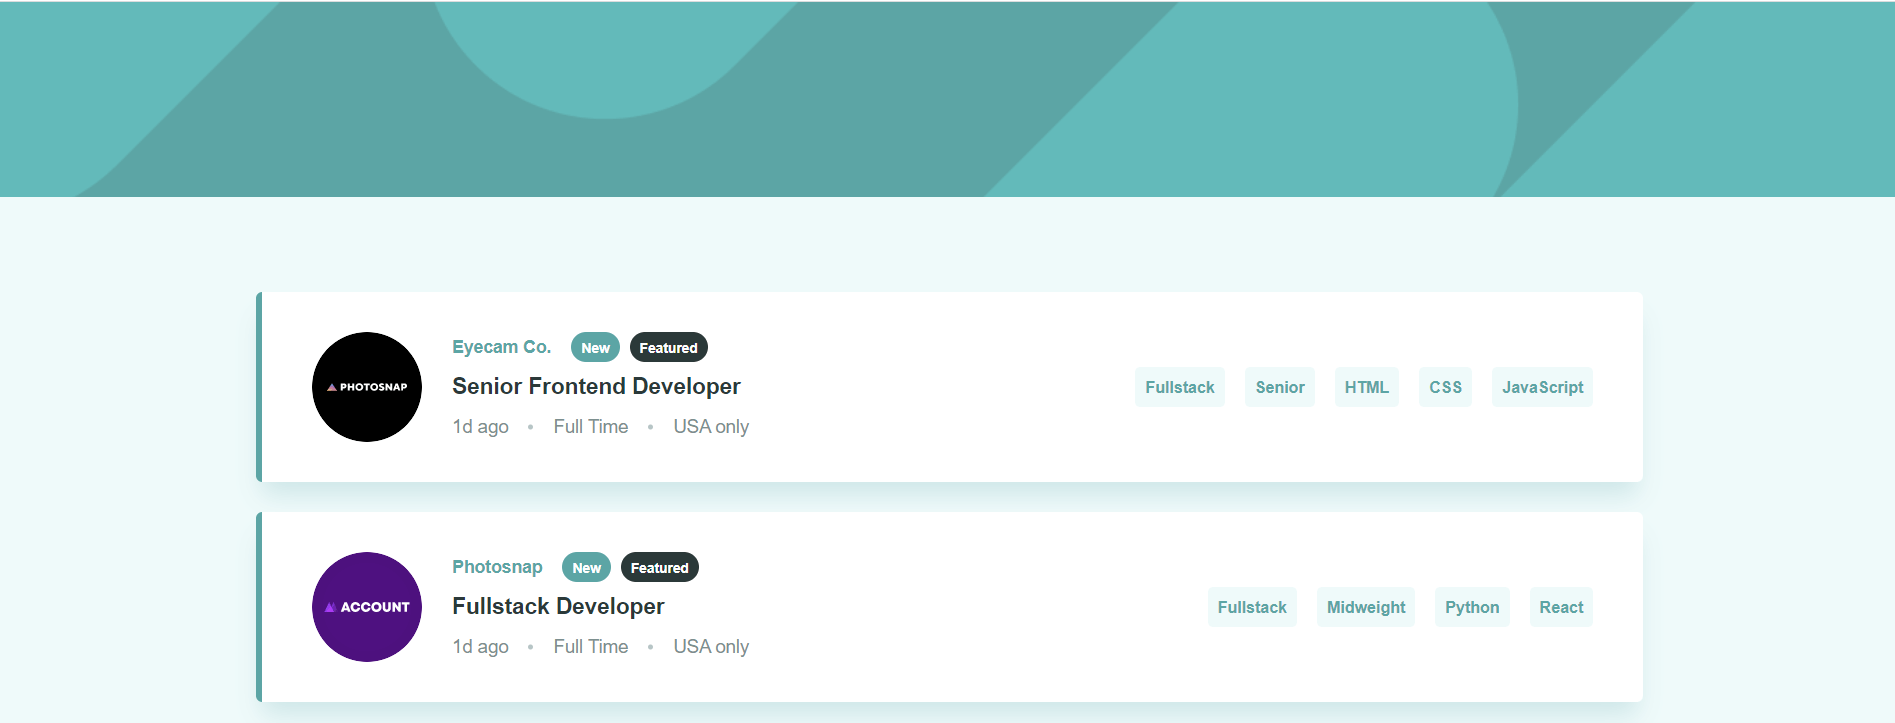 PHOTOSNAP
Eyecam Co. New Featured
Senior Frontend Developer
1d ago • Full Time • USA only
Fullstack Senior HTML CSS JavaScript
ACCOUNT
Photosnap New Featured
Fullstack Developer
1d ago • Full Time • USA only
Fullstack Midweight Python React